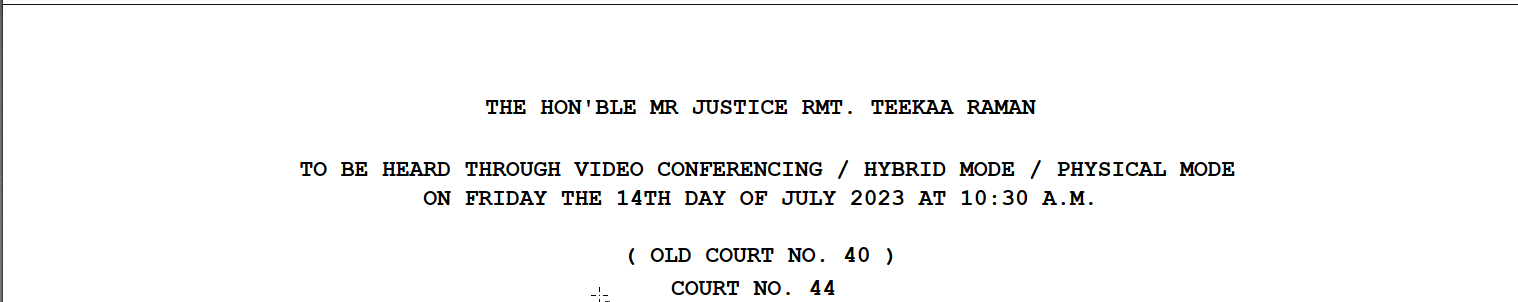 THE HON'BLE MR JUSTICE RMT. TEEKAA RAMAN
TO BE HEARD THROUGH VIDEO CONFERENCING / HYBRID MODE / PHYSICAL MODE
ON FRIDAY THE 14TH DAY OF JULY 2023 AT 10:30 A.M.
( OLD COURT NO. 40 )
COURT NO. 44